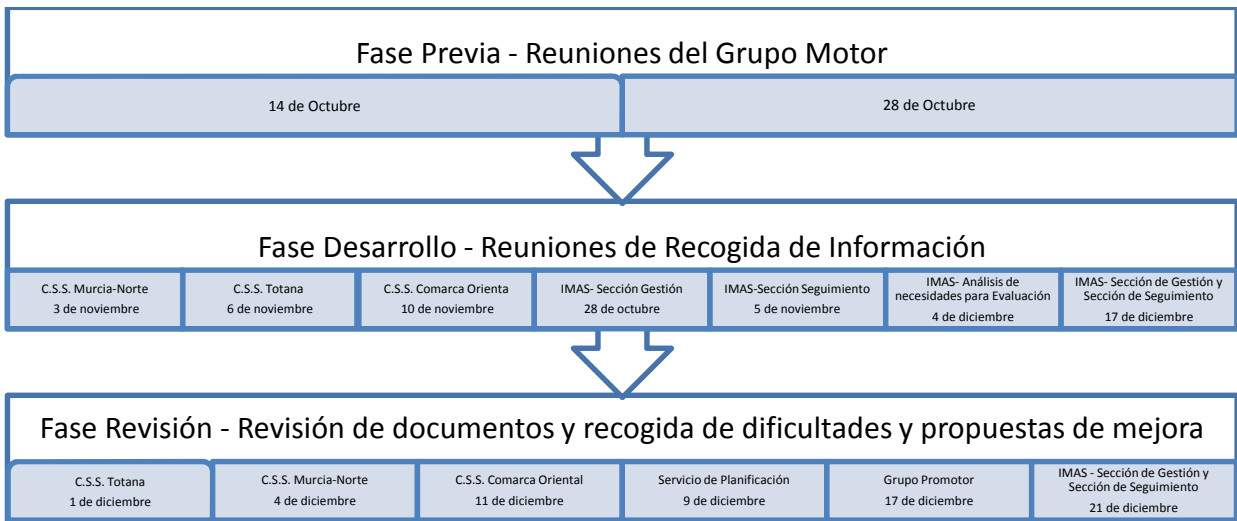 Fase Previa - Reuniones del Grupo Motor
14 de Octubre
28 de Octubre
Fase Desarrollo - Reuniones de Recogida de Información
C.S.S. Murcia-Norte
3 de noviembre
C.S.S. Totana
6 de noviembre
C.S.S. Comarca Orienta
10 de noviembre
IMAS- Sección Gestión
28 de octubre
IMAS-Sección Seguimiento
5 de noviembre
IMAS- Análisis de
necesidades para Evaluación
4 de diciembre
IMAS- Sección de Gestión y
Sección de Seguimiento
17 de diciembre
Fase Revisión - Revisión de documentos y recogida de dificultades y propuestas de mejora
C.S.S. Totana
1 de diciembre
C.S.S. Murcia-Norte
4 de diciembre
C.S.S. Comarca Oriental
11 de diciembre
Servicio de Planificación
9 de diciembre
Grupo Promotor
17 de diciembre
IMAS - Sección de Gestión y
Sección de Seguimiento
21 de diciembre